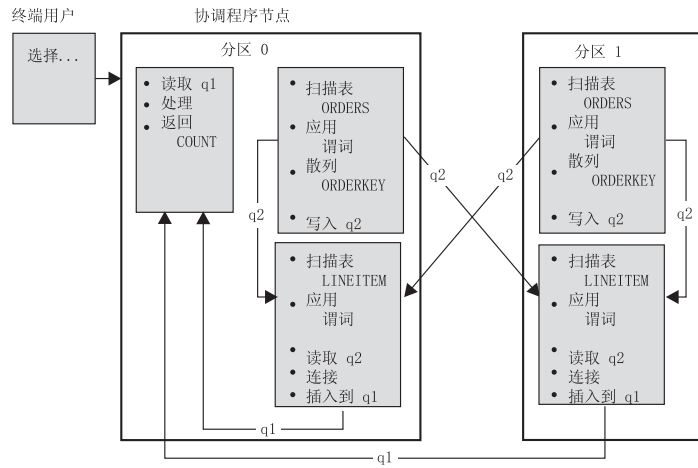 终端用户
协调程序节点
选择...
分区 0
• 读取 q1
• 处理
• 返回
COUNT
• 扫描表
ORDERS
• 应用
谓词
• 散列
ORDERKEY
• 写入 q2
q2
• 扫描表
LINEITEM
• 应用
谓词
• 读取 q2
• 连接
• 插入到 q1
q2
q2
分区 1
• 扫描表
ORDERS
• 应用
谓词
• 散列
ORDERKEY
• 写入 q2
q2
• 扫描表
LINEITEM
• 应用
谓词
• 读取 q2
• 连接
• 插入到 q1
q1
q1